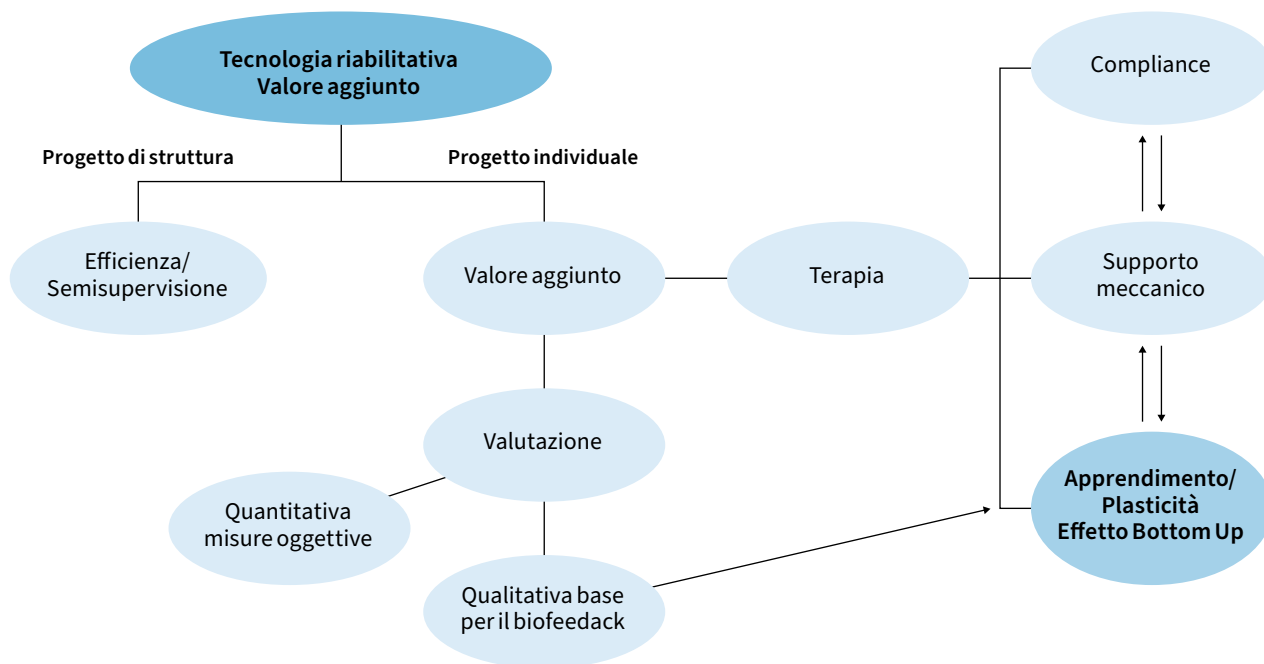 Tecnologia riabilitativa
Valore aggiunto
Compliance
Progetto di struttura
Progetto individuale
Efficienza/
Semisupervisione
Valore aggiunto
Terapia
Supporto
meccanico
Valutazione
Quantitativa
misure oggettive
Apprendimento/
Plasticità
Effetto Bottom Up
Qualitativa base
per il biofeedack